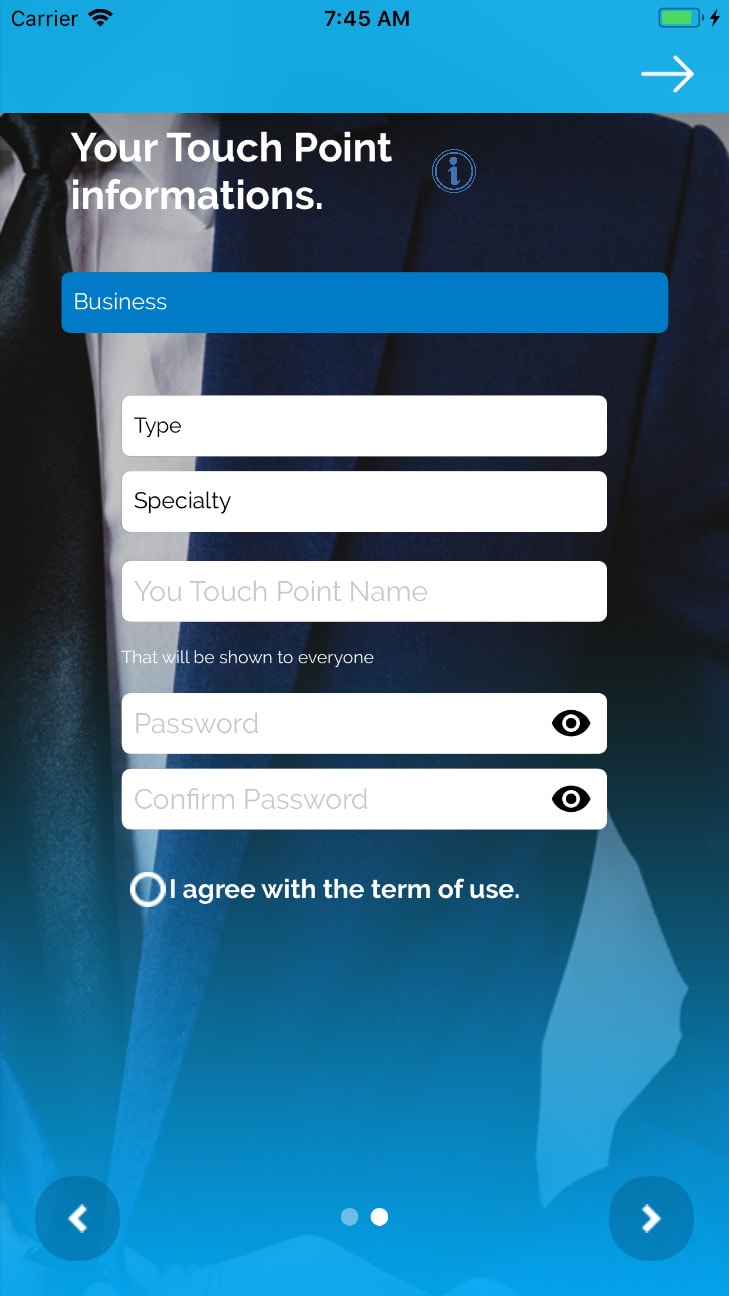 Carrier 7:45 AM
Your Touch Point
informations.
Business
Type
Specialty
You Touch Point Name
That will be shown to everyone
Password
Confirm Password
I agree with the term of use.